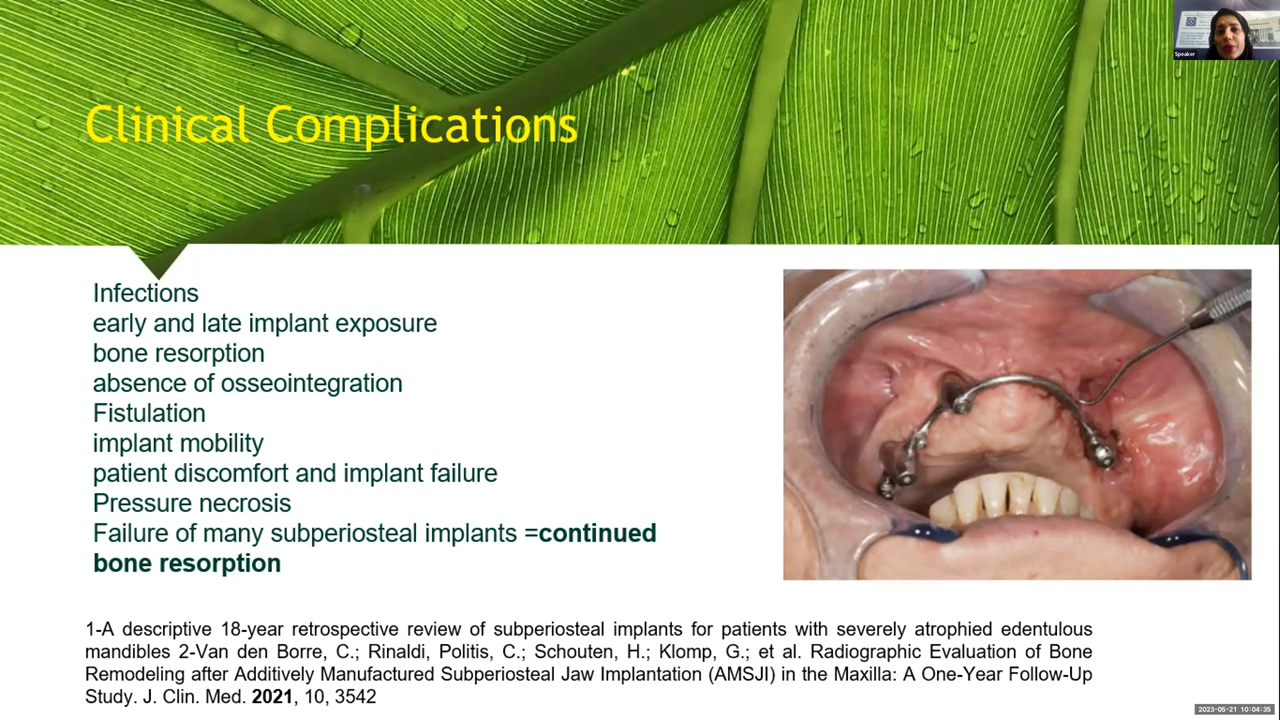 Speaker
Clinical Complications
Infections
early and late implant exposure
bone resorption
absence of osseointegration
Fistulation
implant mobility
patient discomfort and implant failure
Pressure necrosis
Failure of many subperiosteal implants =continued
bone resorption
1-A descriptive 18-year retrospective review of subperiosteal implants for patients with severely atrophied edentulous
mandibles 2-Van den Borre, C.; Rinaldi, Politis, C.; Schouten, H.; Klomp, G.; et al. Radiographic Evaluation of Bone
Remodeling after Additively Manufactured Subperiosteal Jaw Implantation (AMSJI) in the Maxilla: A One-Year Follow-Up
Study. J. Clin. Med. 2021, 10, 3542
2023-05-21 10:04:35